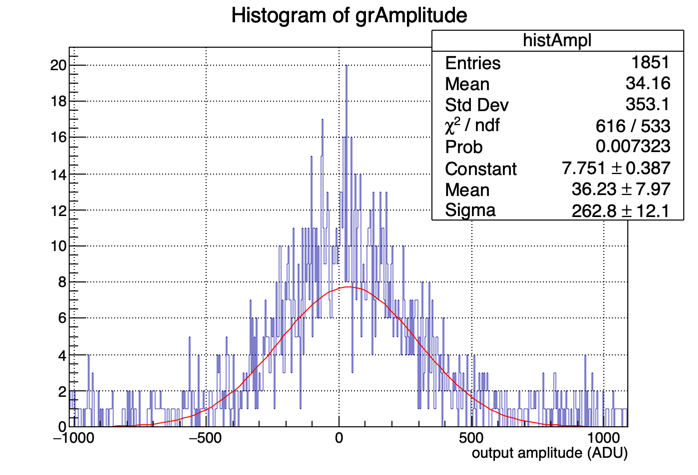 Histogram of grAmplitude
histAmpl
Entries 1851
Mean 34.16
Std Dev 353.1
χ² / ndf 616 / 533
Prob 0.007323
Constant 7.751 ± 0.387
Mean 36.23 ± 7.97
Sigma 262.8 ± 12.1
20
18
16
14
12
10
8
6
4
2
0
−1000 −500 0 500 1000
output amplitude (ADU)